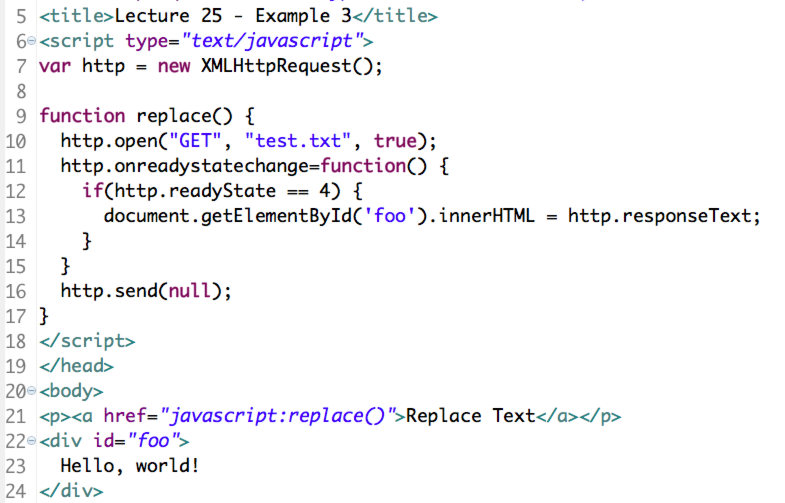 5 <title>Lecture 25 - Example 3</title>
6 <script type="text/javascript">
7 var http = new XMLHttpRequest();
8
9 function replace() {
10   http.open("GET", "test.txt", true);
11   http.onreadystatechange=function() {
12     if(http.readyState == 4) {
13       document.getElementById('foo').innerHTML = http.responseText;
14     }
15   }
16   http.send(null);
17 }
18 </script>
19 </head>
20 <body>
21 <p><a href="javascript:replace()">Replace Text</a></p>
22 <div id="foo">
23   Hello, world!
24 </div>